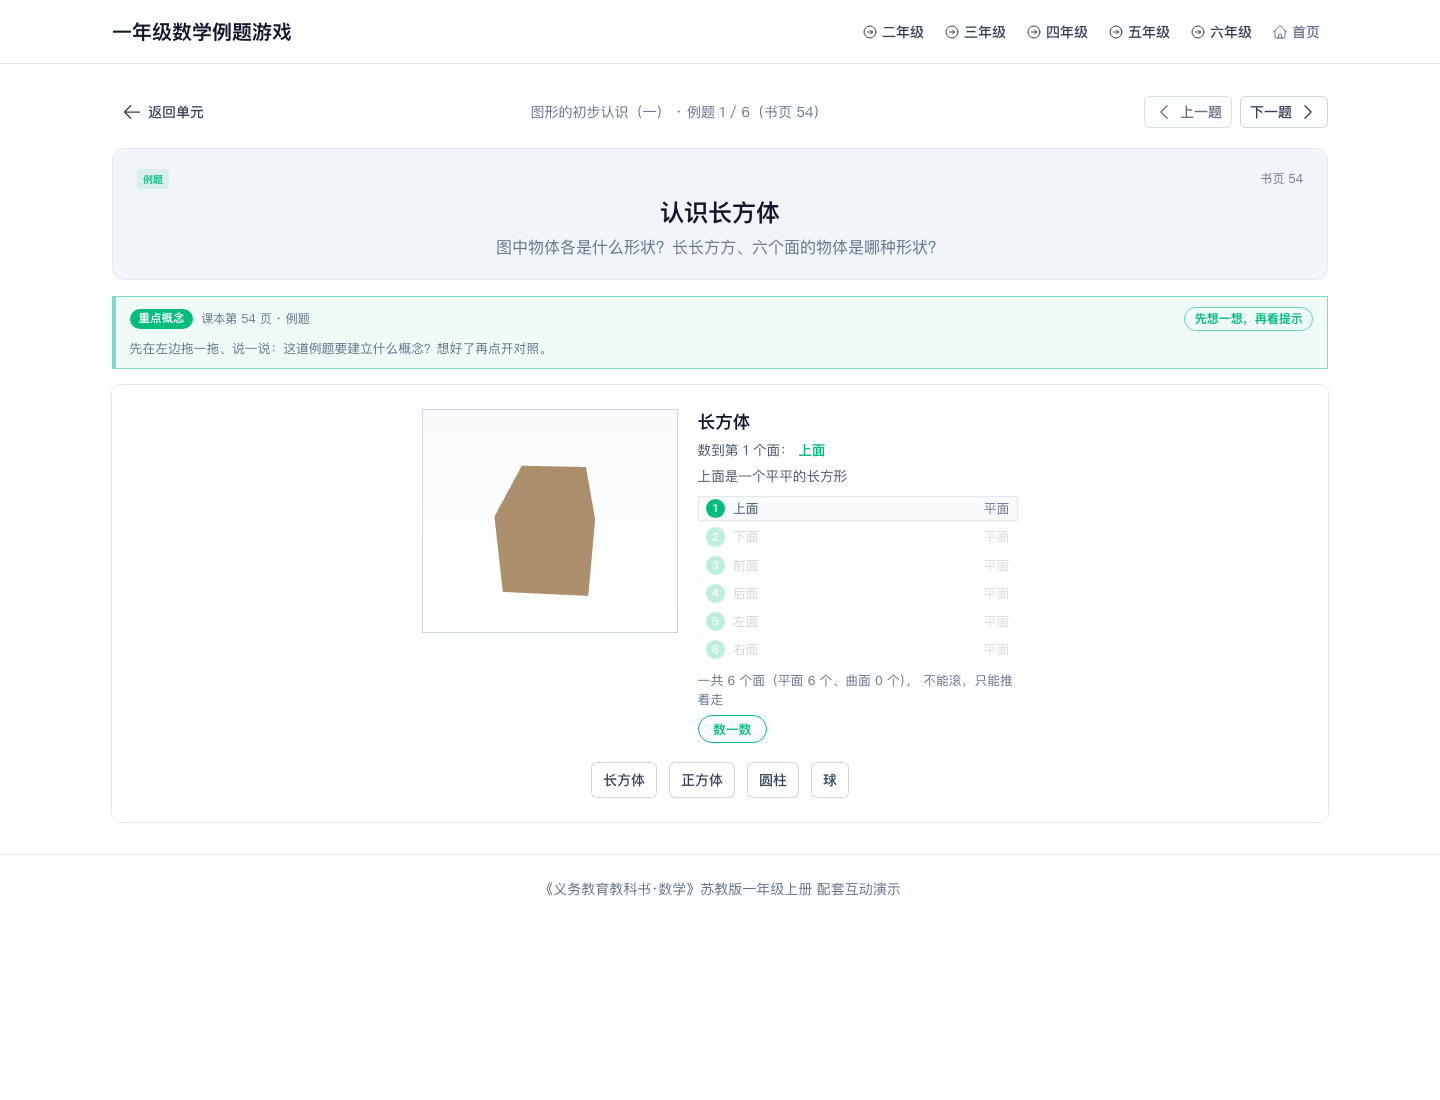 一年级数学例题游戏
二年级 三年级 四年级 五年级 六年级 首页
返回单元
图形的初步认识（一） · 例题 1 / 6（书页 54）
上一题 下一题
例题
书页 54
认识长方体
图中物体各是什么形状？长长方方、六个面的物体是哪种形状？
重点概念 课本第 54 页 · 例题
先想一想，再看提示
先在左边拖一拖、说一说：这道例题要建立什么概念？想好了再点开对照。
长方体
数到第 1 个面： 上面
上面是一个平平的长方形
1 上面 平面
2 下面 平面
3 前面 平面
4 后面 平面
5 左面 平面
6 右面 平面
一共 6 个面（平面 6 个、曲面 0 个）， 不能滚，只能推
着走
数一数
长方体 正方体 圆柱 球
《义务教育教科书·数学》苏教版一年级上册 配套互动演示